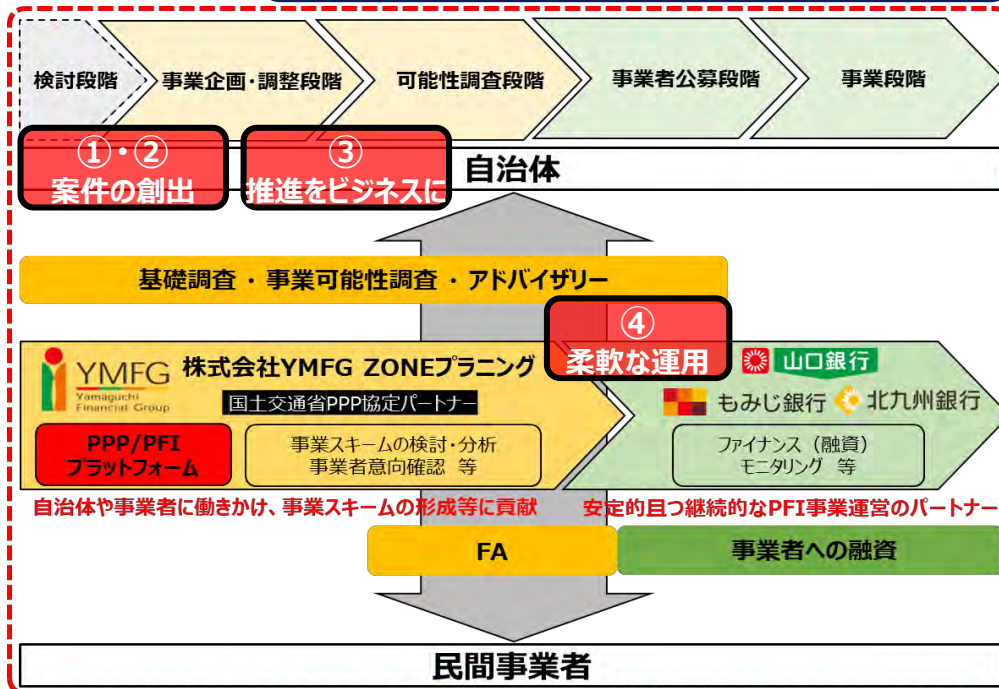 検討段階
事業企画・調整段階
可能性調査段階
事業者公募段階
事業段階
①・②
案件の創出
③
推進をビジネスに
自治体
基礎調査 ・ 事業可能性調査 ・ アドバイザリー
④
柔軟な運用
YMFG
Yamaguchi
Financial Group
株式会社YMFG ZONEプラニング
国土交通省PPP協定パートナー
PPP/PFI
プラットフォーム
事業スキームの検討・分析
事業者意向確認 等
山口銀行
もみじ銀行
北九州銀行
ファイナンス（融資）
モニタリング 等
自治体や事業者に働きかけ、事業スキームの形成等に貢献
安定的且つ継続的なPFI事業運営のパートナー
FA
事業者への融資
民間事業者